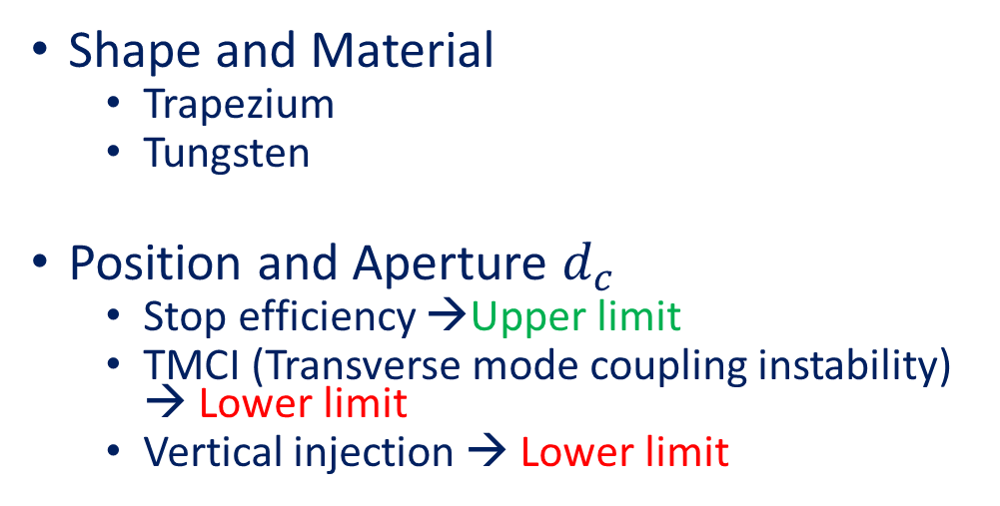 • Shape and Material
• Trapezium
• Tungsten
• Position and Aperture d_c
• Stop efficiency →Upper limit
• TMCI (Transverse mode coupling instability)
→ Lower limit
• Vertical injection → Lower limit